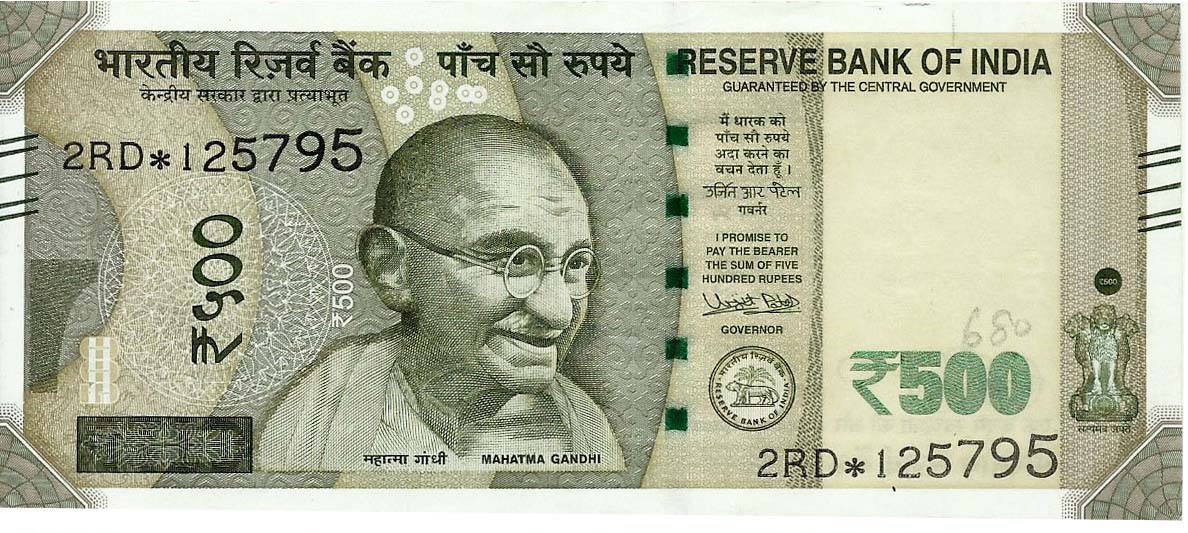 भारतीय रिज़र्व बैंक
केन्द्रीय सरकार द्वारा प्रत्याभूत
पाँच सौ रुपये
RESERVE BANK OF INDIA
GUARANTEED BY THE CENTRAL GOVERNMENT
2RD*125795
₹५००
₹500
मैं धारक को
पाँच सौ रुपये
अदा करने का
वचन देता हूँ ।
उर्जित आर पटेल
गवर्नर
I PROMISE TO
PAY THE BEARER
THE SUM OF FIVE
HUNDRED RUPEES
Urjit Patel
GOVERNOR
भारतीय रिज़र्व बैंक
RESERVE BANK OF INDIA
₹500
680
₹500
सत्यमेव जयते
महात्मा गांधी
MAHATMA GANDHI
2RD*125795